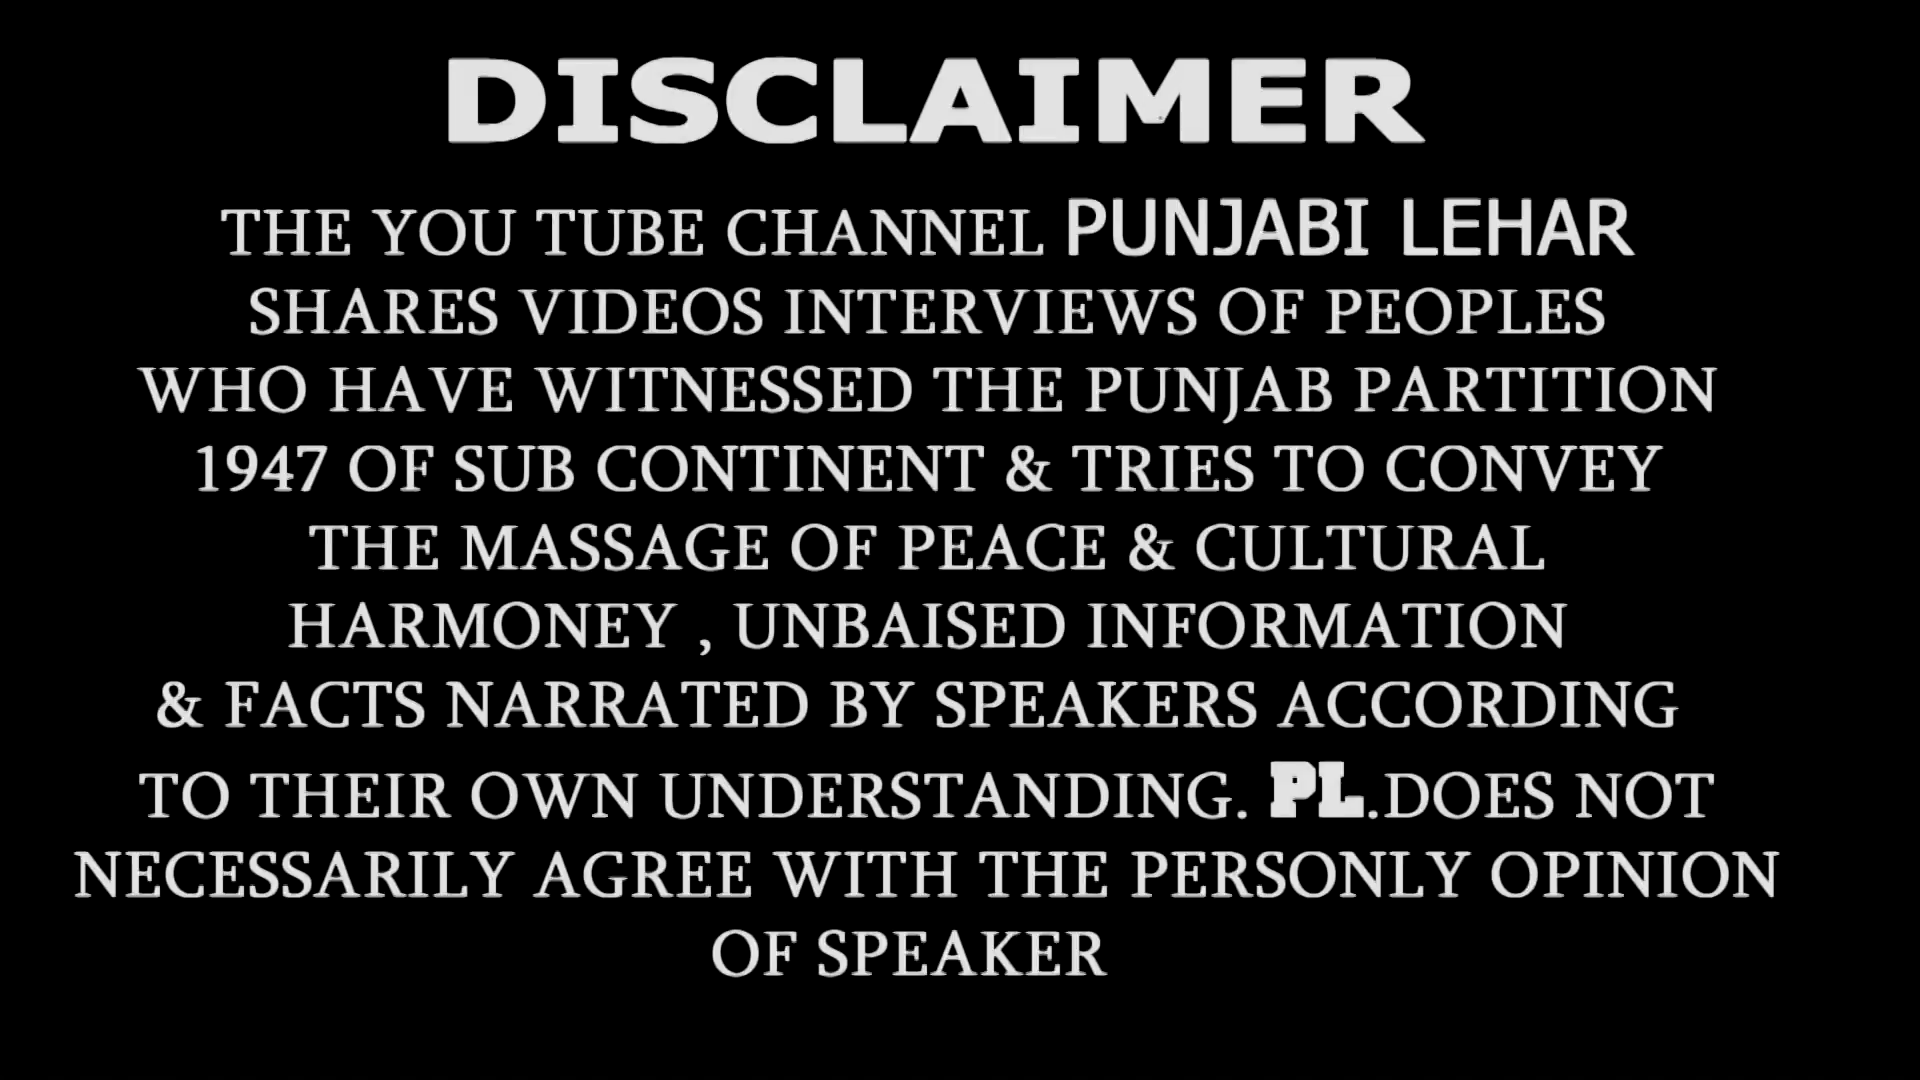 DISCLAIMER
THE YOU TUBE CHANNEL PUNJABI LEHAR
SHARES VIDEOS INTERVIEWS OF PEOPLES
WHO HAVE WITNESSED THE PUNJAB PARTITION
1947 OF SUB CONTINENT & TRIES TO CONVEY
THE MASSAGE OF PEACE & CULTURAL
HARMONEY , UNBAISED INFORMATION
& FACTS NARRATED BY SPEAKERS ACCORDING
TO THEIR OWN UNDERSTANDING. PL.DOES NOT
NECESSARILY AGREE WITH THE PERSONLY OPINION
OF SPEAKER